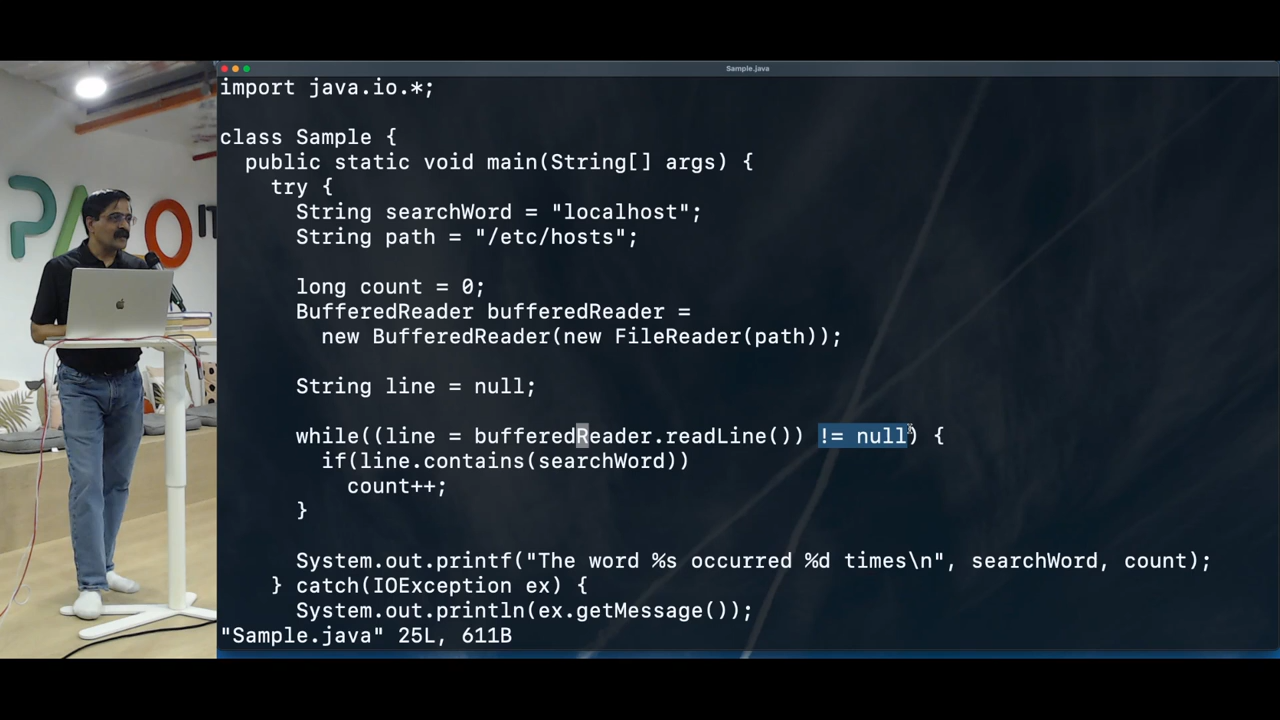 PALO IT
Sample.java
import java.io.*;
class Sample {
  public static void main(String[] args) {
    try {
      String searchWord = "localhost";
      String path = "/etc/hosts";
      long count = 0;
      BufferedReader bufferedReader =
        new BufferedReader(new FileReader(path));
      String line = null;
      while((line = bufferedReader.readLine()) != null) {
        if(line.contains(searchWord))
          count++;
      }
      System.out.printf("The word %s occurred %d times\n", searchWord, count);
    } catch(IOException ex) {
      System.out.println(ex.getMessage());
"Sample.java" 25L, 611B